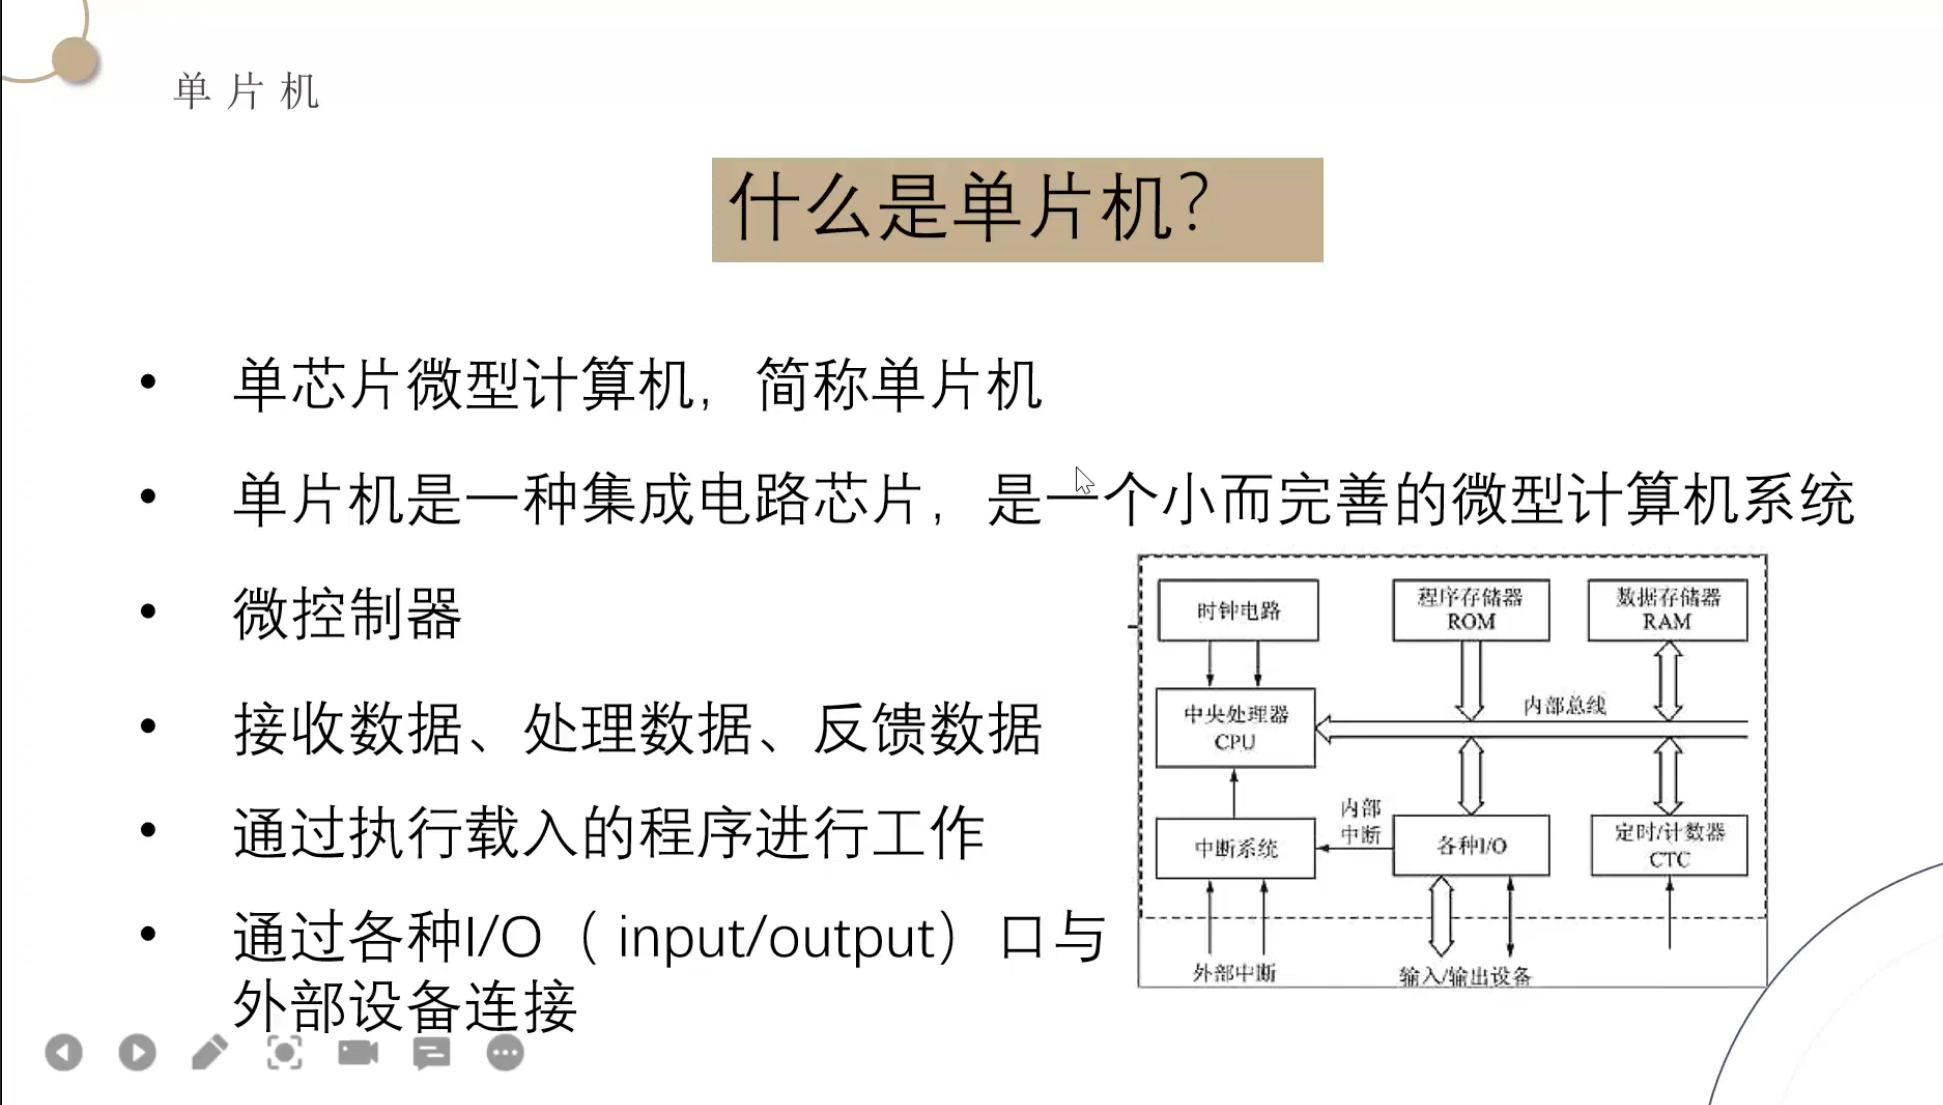 单片机
什么是单片机?
• 单芯片微型计算机，简称单片机
• 单片机是一种集成电路芯片，是一个小而完善的微型计算机系统
• 微控制器
• 接收数据、处理数据、反馈数据
• 通过执行载入的程序进行工作
• 通过各种I/O（input/output）口与
外部设备连接
时钟电路
程序存储器
ROM
数据存储器
RAM
中央处理器
CPU
内部总线
内部
中断
中断系统
各种I/O
定时/计数器
CTC
外部中断
输入/输出设备